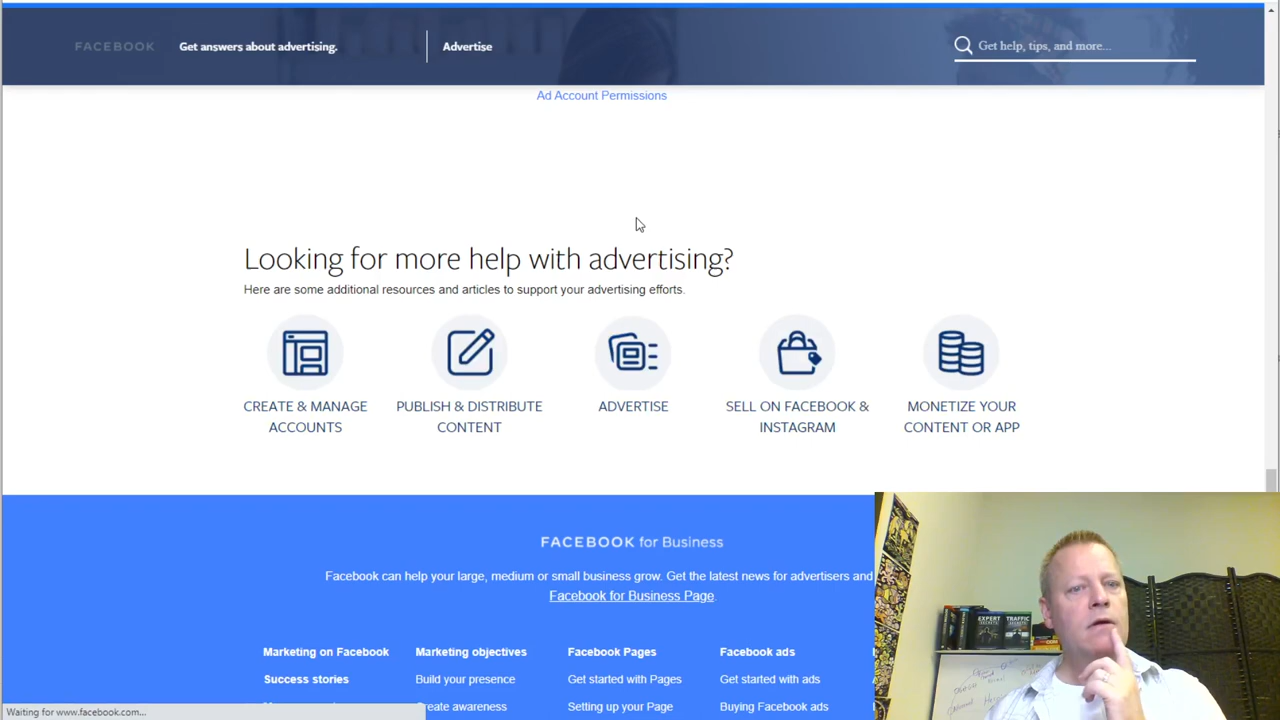 FACEBOOK Get answers about advertising. Advertise Get help, tips, and more...
Ad Account Permissions
Looking for more help with advertising?
Here are some additional resources and articles to support your advertising efforts.
CREATE & MANAGE
ACCOUNTS
PUBLISH & DISTRIBUTE
CONTENT
ADVERTISE
SELL ON FACEBOOK &
INSTAGRAM
MONETIZE YOUR
CONTENT OR APP
FACEBOOK for Business
Facebook can help your large, medium or small business grow. Get the latest news for advertisers and
Facebook for Business Page.
Marketing on Facebook
Success stories
Marketing objectives
Build your presence
Create awareness
Facebook Pages
Get started with Pages
Setting up your Page
Facebook ads
Get started with ads
Buying Facebook ads
Waiting for www.facebook.com...
EXPERT
SECRETS
TRAFFIC
SECRETS